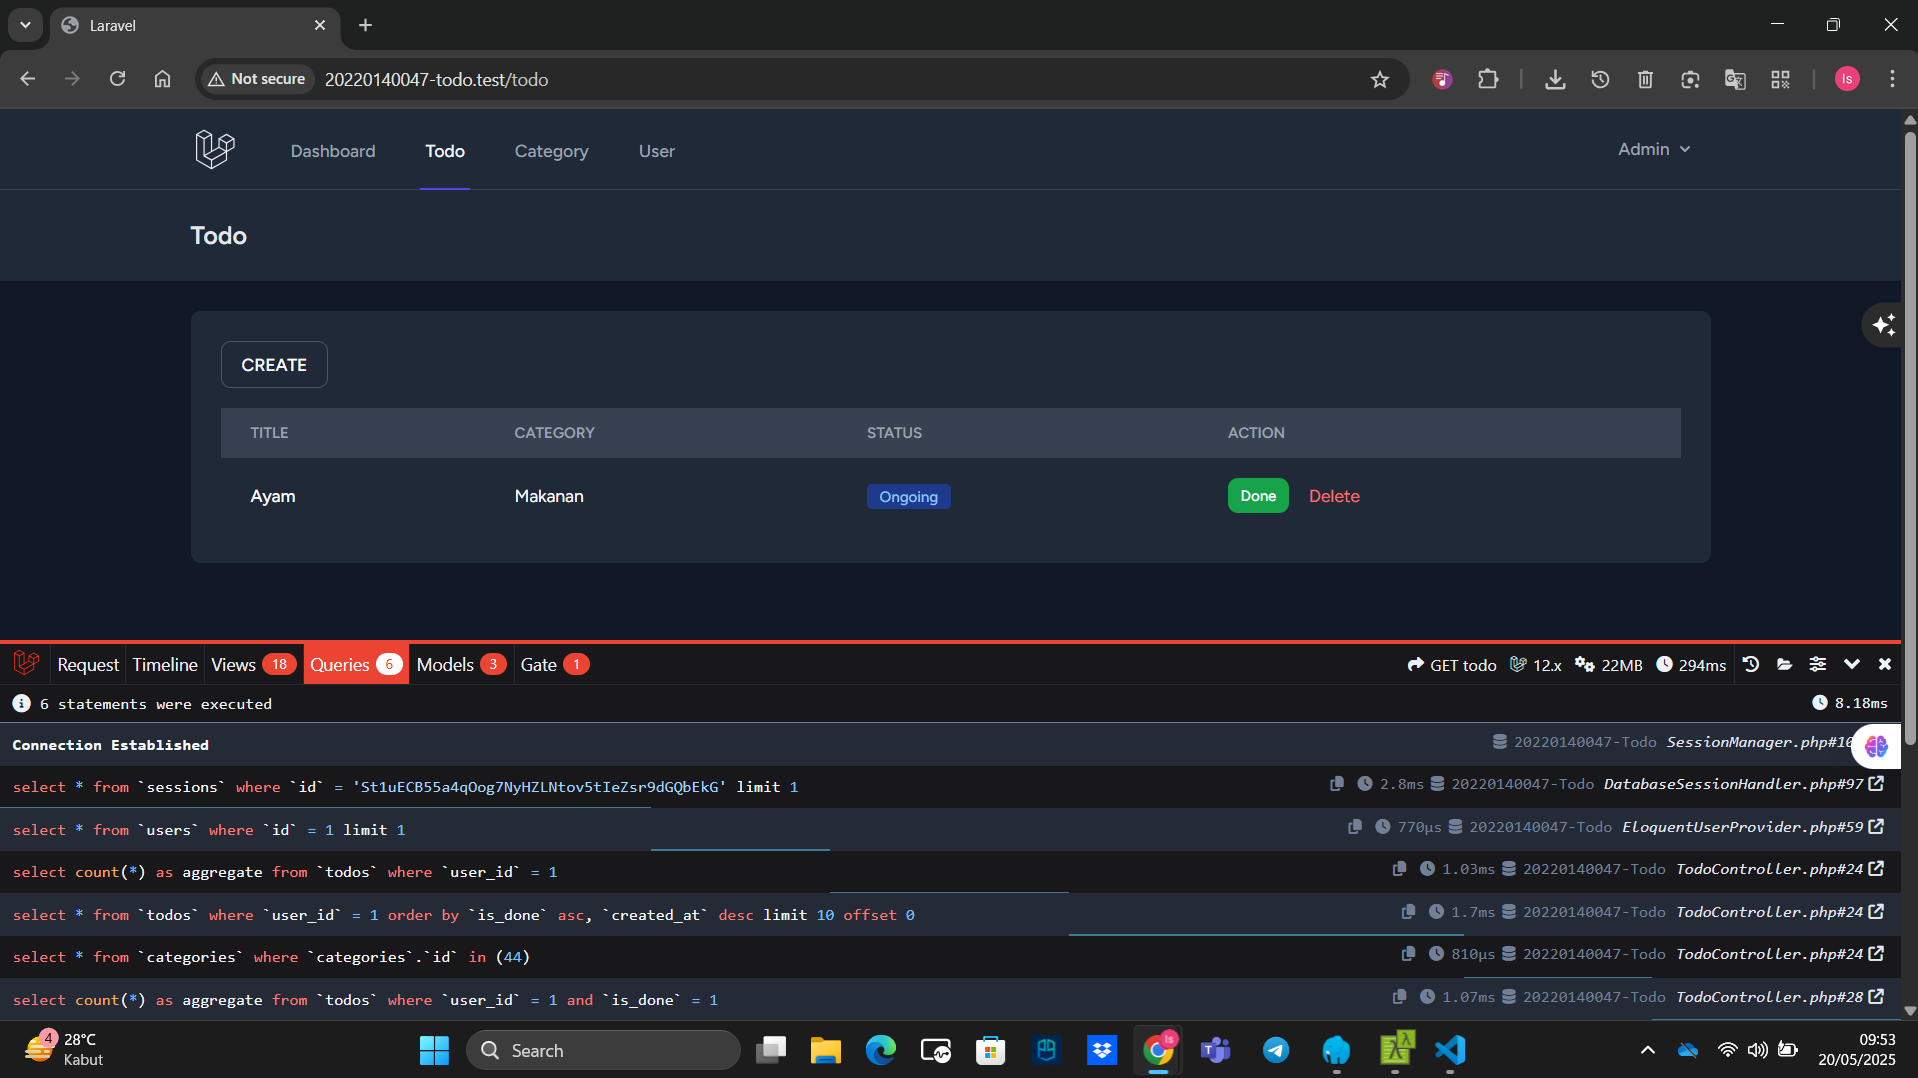 Laravel
Not secure 20220140047-todo.test/todo
ls
Dashboard Todo Category User Admin
Todo
CREATE
TITLE CATEGORY STATUS ACTION
Ayam Makanan Ongoing Done Delete
Request Timeline Views 18 Queries 6 Models 3 Gate 1 GET todo 12.x 22MB 294ms
6 statements were executed 8.18ms
Connection Established 20220140047-Todo SessionManager.php#10
select * from `sessions` where `id` = 'St1uECB55a4qOog7NyHZLNtov5tIeZsr9dGQbEkG' limit 1 2.8ms 20220140047-Todo DatabaseSessionHandler.php#97
select * from `users` where `id` = 1 limit 1 770μs 20220140047-Todo EloquentUserProvider.php#59
select count(*) as aggregate from `todos` where `user_id` = 1 1.03ms 20220140047-Todo TodoController.php#24
select * from `todos` where `user_id` = 1 order by `is_done` asc, `created_at` desc limit 10 offset 0 1.7ms 20220140047-Todo TodoController.php#24
select * from `categories` where `categories`.`id` in (44) 810μs 20220140047-Todo TodoController.php#24
select count(*) as aggregate from `todos` where `user_id` = 1 and `is_done` = 1 1.07ms 20220140047-Todo TodoController.php#28
4 28°C
Kabut
Search
ls
09:53
20/05/2025